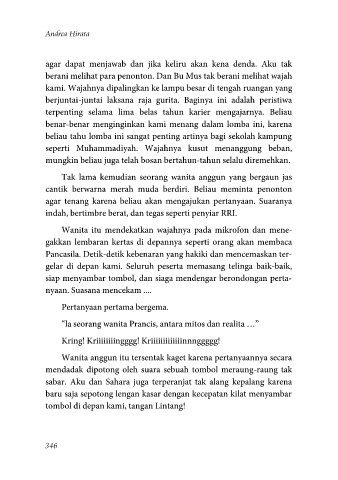 Andrea Hirata
agar dapat menjawab dan jika keliru akan kena denda. Aku tak
berani melihat para penonton. Dan Bu Mus tak berani melihat wajah
kami. Wajahnya dipalingkan ke lampu besar di tengah ruangan yang
berjuntai-juntai laksana raja gurita. Baginya ini adalah peristiwa
terpenting selama lima belas tahun karier mengajarnya. Beliau
benar-benar menginginkan kami menang dalam lomba ini, karena
beliau tahu lomba ini sangat penting artinya bagi sekolah kampung
seperti Muhammadiyah. Wajahnya kusut menanggung beban,
mungkin beliau juga telah bosan bertahun-tahun selalu diremehkan.
Tak lama kemudian seorang wanita anggun yang bergaun jas
cantik berwarna merah muda berdiri. Beliau meminta penonton
agar tenang karena beliau akan mengajukan pertanyaan. Suaranya
indah, bertimbre berat, dan tegas seperti penyiar RRI.
Wanita itu mendekatkan wajahnya pada mikrofon dan mene-
gakkan lembaran kertas di depannya seperti orang akan membaca
Pancasila. Detik-detik kebenaran yang hakiki dan mencemaskan ter-
gelar di depan kami. Seluruh peserta memasang telinga baik-baik,
siap menyambar tombol, dan siaga mendengar berondongan perta-
nyaan. Suasana mencekam ....
Pertanyaan pertama bergema.
"la seorang wanita Prancis, antara mitos dan realita ..."
Kring! Kriiiiiiiingggg! Kriiiiiiiiiiiiinnnggggg!
Wanita anggun itu tersentak kaget karena pertanyaannya secara
mendadak dipotong oleh suara sebuah tombol meraung-raung tak
sabar. Aku dan Sahara juga terperanjat tak alang kepalang karena
baru saja sepotong lengan kasar dengan kecepatan kilat menyambar
tombol di depan kami, tangan Lintang!
346